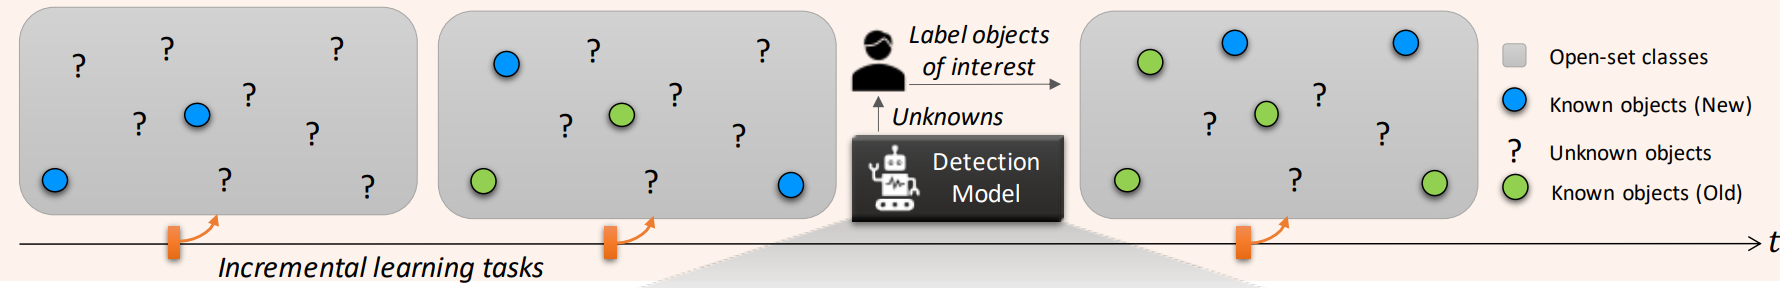 ? ? ? ? ? ? ? ?
? ? ? ? ? ?
Label objects
of interest
Unknowns
Detection
Model
? ? ? ?
Open-set classes
Known objects (New)
? Unknown objects
Known objects (Old)
Incremental learning tasks
t